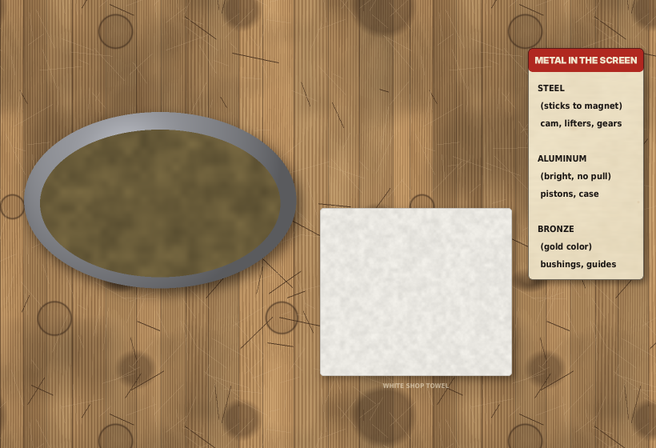 METAL IN THE SCREEN
STEEL
(sticks to magnet)
cam, lifters, gears
ALUMINUM
(bright, no pull)
pistons, case
BRONZE
(gold color)
bushings, guides
WHITE SHOP TOWEL